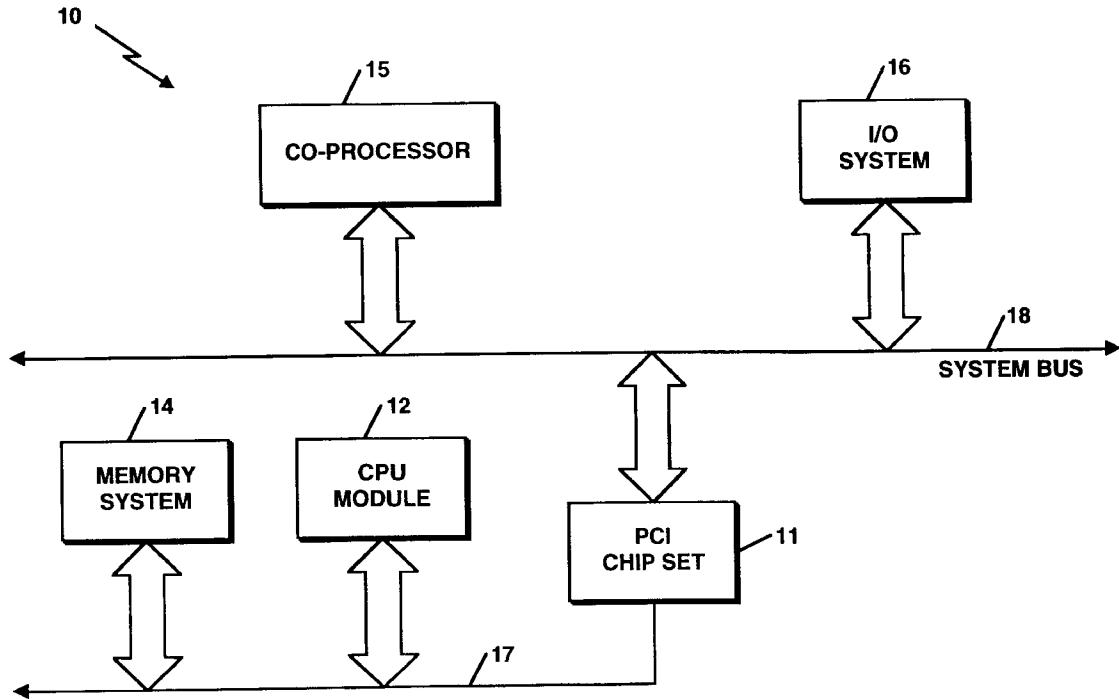 10
15
CO-PROCESSOR
16
I/O
SYSTEM
18
SYSTEM BUS
14
MEMORY
SYSTEM
12
CPU
MODULE
PCI
CHIP SET
11
17